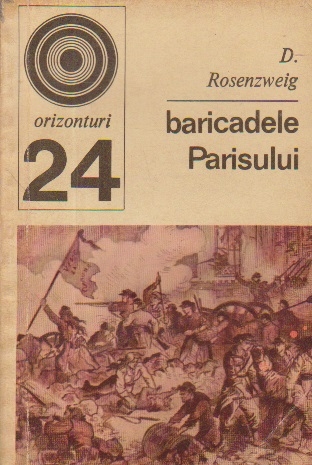 orizonturi
24
D.
Rosenzweig
baricadele
Parisului